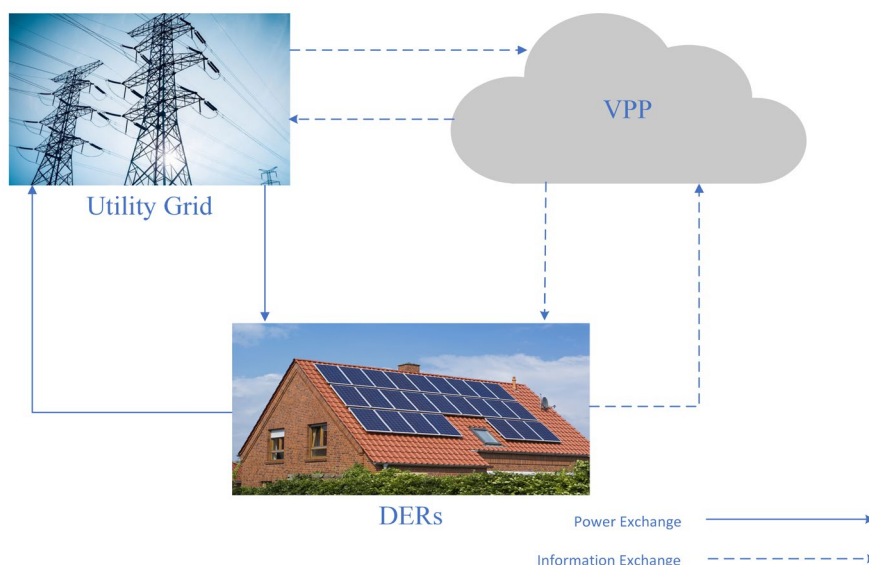 VPP
Utility Grid
DERs
Power Exchange
Information Exchange